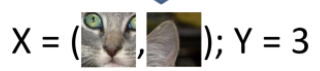 X = ( , ); Y = 3